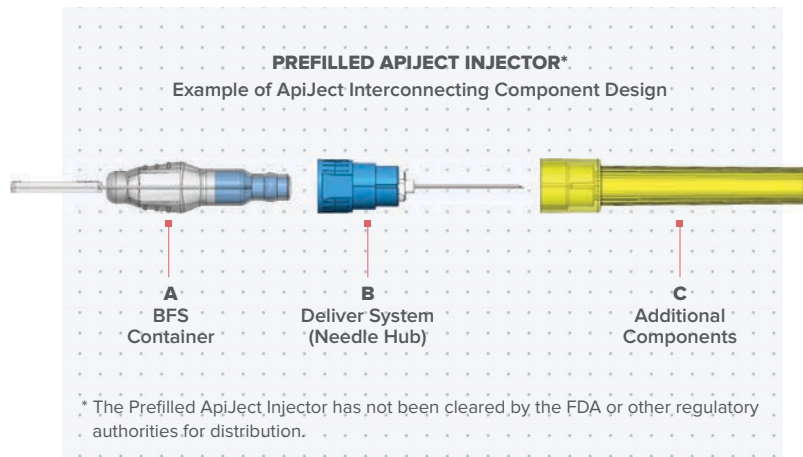 PREFILLED APIJECT INJECTOR*
Example of ApiJect Interconnecting Component Design
A
BFS
Container
B
Deliver System
(Needle Hub)
C
Additional
Components
* The Prefilled ApiJect Injector has not been cleared by the FDA or other regulatory
authorities for distribution.